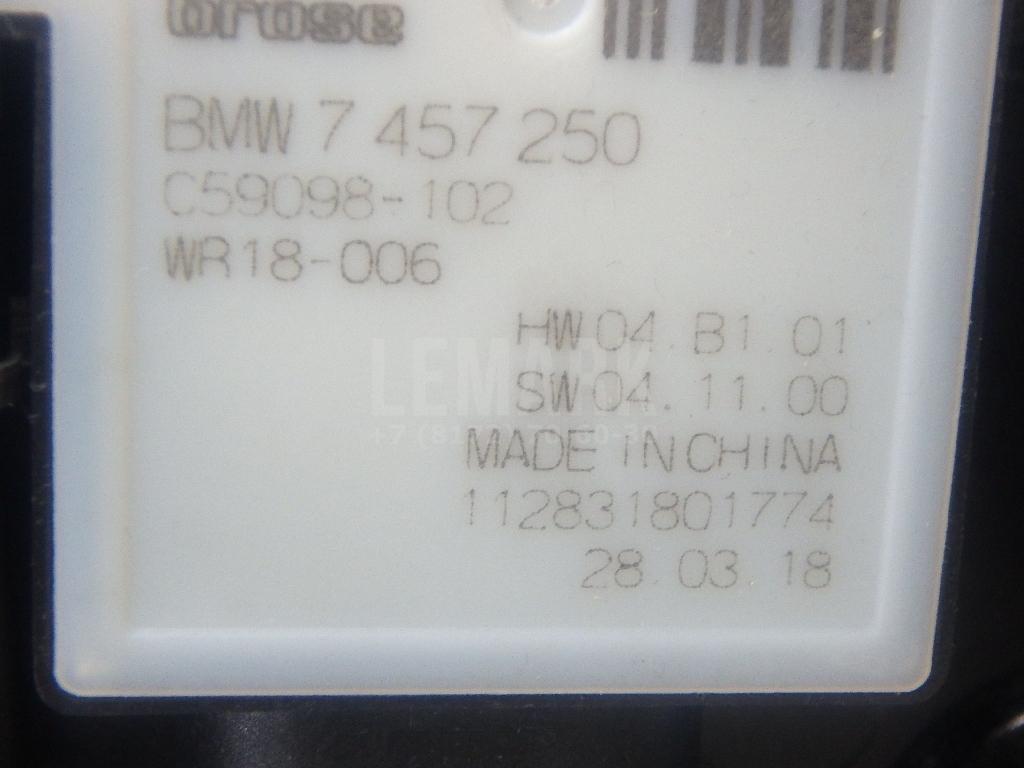 brose
BMW 7 457 250
C59098-102
WR18-006
HW04.B1.01
SW04.11.00
LEMARK
MADE IN CHINA
112831801774
28.03.18